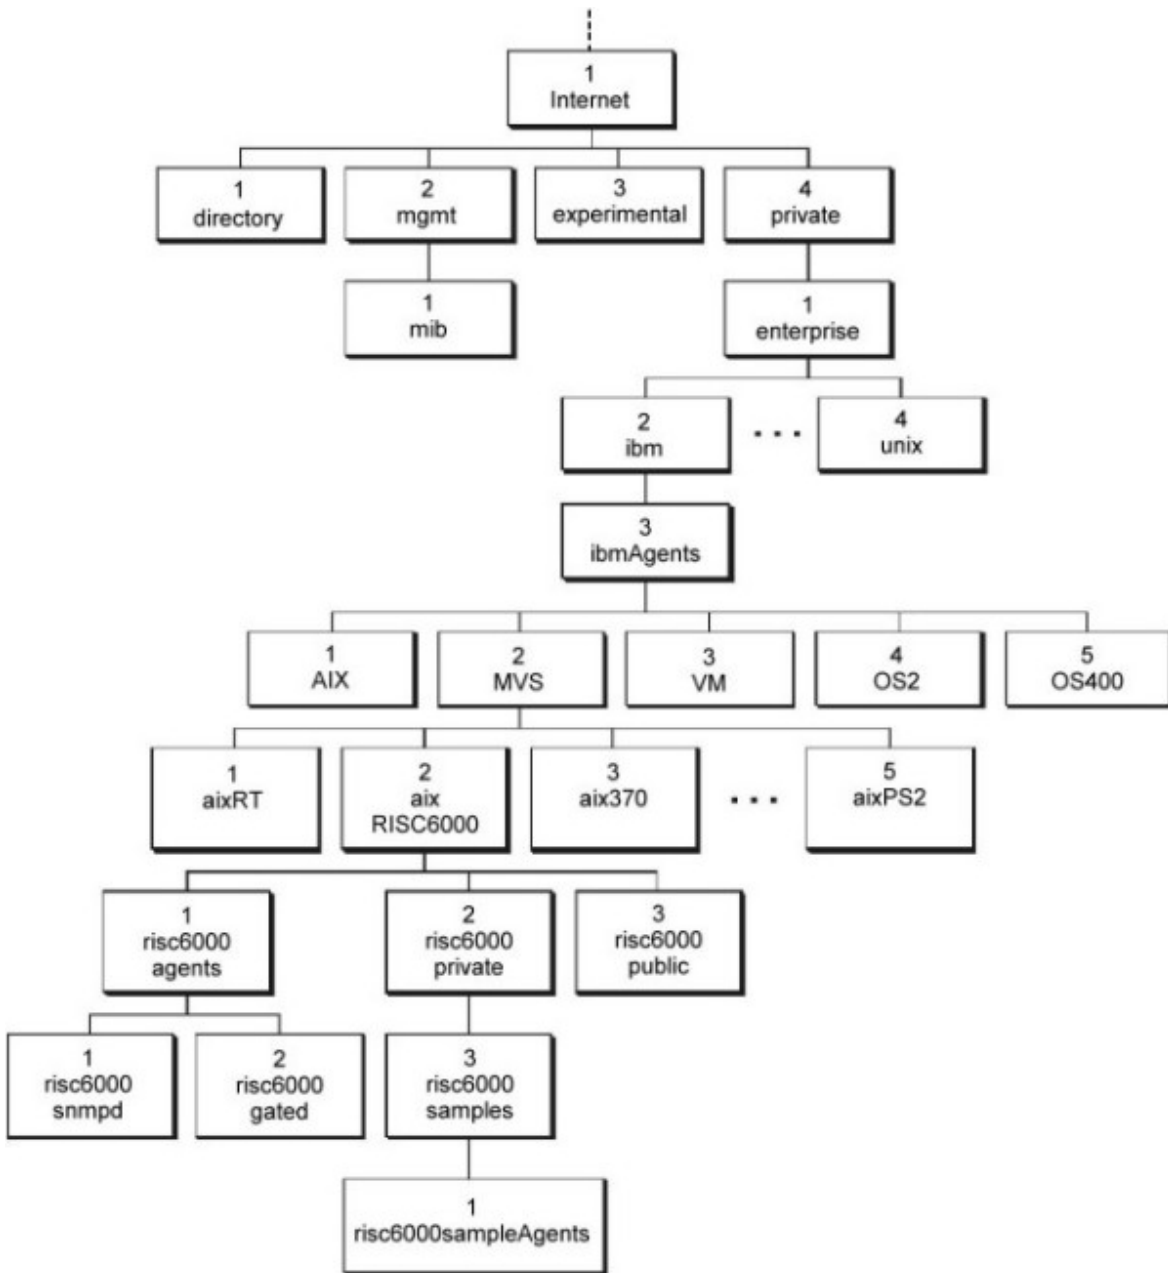 1
Internet
1
directory
2
mgmt
3
experimental
4
private
1
mib
1
enterprise
2
ibm
. . .
4
unix
3
ibmAgents
1
AIX
2
MVS
3
VM
4
OS2
5
OS400
1
aixRT
2
aix
RISC6000
3
aix370
. . .
5
aixPS2
1
risc6000
agents
2
risc6000
private
3
risc6000
public
1
risc6000
snmpd
2
risc6000
gated
3
risc6000
samples
1
risc6000sampleAgents